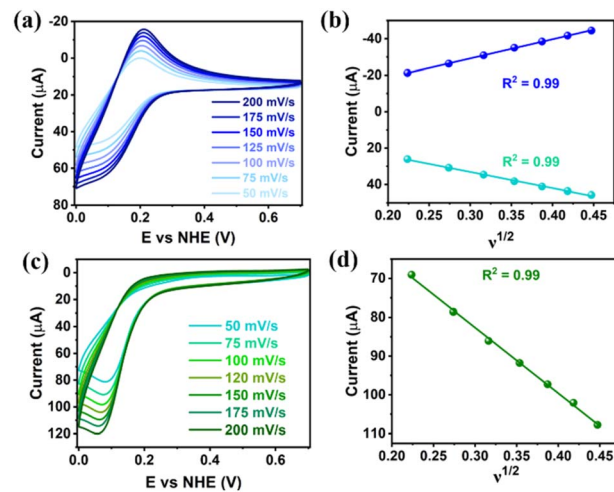 (a)
-20
0
20
40
60
80
Current (μA)
200 mV/s
175 mV/s
150 mV/s
125 mV/s
100 mV/s
75 mV/s
50 mV/s
0.0 0.2 0.4 0.6
E vs NHE (V)
(b)
-40
-20
0
20
40
Current (μA)
R² = 0.99
R² = 0.99
0.20 0.25 0.30 0.35 0.40 0.45
ν1/2
(c)
0
20
40
60
80
100
120
Current (μA)
50 mV/s
75 mV/s
100 mV/s
120 mV/s
150 mV/s
175 mV/s
200 mV/s
0.0 0.2 0.4 0.6
E vs NHE (V)
(d)
70
80
90
100
110
Current (μA)
R² = 0.99
0.20 0.25 0.30 0.35 0.40 0.45
ν1/2